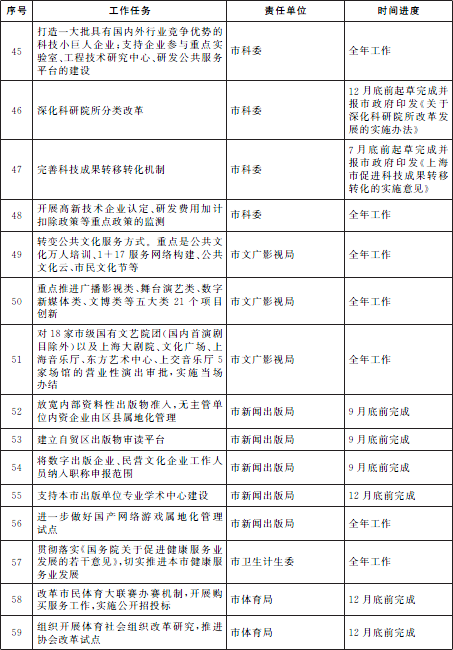 序号 工作任务 责任单位 时间进度
45 打造一大批具有国内外行业竞争优势的
科技小巨人企业;支持企业参与重点实
验室、工程技术研究中心、研发公共服务
平台的建设 市科委 全年工作
46 深化科研院所分类改革 市科委 12月底前起草完成并
报市政府印发《关于
深化科研院所改革发
展的实施办法》
47 完善科技成果转移转化机制 市科委 7月底前起草完成并
报市政府印发《上海
市促进科技成果转移
转化的实施意见》
48 开展高新技术企业认定、研发费用加计
扣除政策等重点政策的监测 市科委 全年工作
49 转变公共文化服务方式。重点是公共文
化万人培训、1+17服务网络构建、公共
文化云、市民文化节等 市文广影视局 全年工作
50 重点推进广播影视类、舞台演艺类、数字
新媒体类、文博类等五大类21个项目
创新 市文广影视局 全年工作
51 对18家市级国有文艺院团(国内首演剧
目除外)以及上海大剧院、文化广场、上
海音乐厅、东方艺术中心、上交音乐厅5
家场馆的营业性演出审批,实施当场
办结 市文广影视局 全年工作
52 放宽内部资料性出版物准入,无主管单
位内资企业由区县属地化管理 市新闻出版局 9月底前完成
53 建立自贸区出版物审读平台 市新闻出版局 9月底前完成
54 将数字出版企业、民营文化企业工作人
员纳入职称申报范围 市新闻出版局 9月底前完成
55 支持本市出版单位专业学术中心建设 市新闻出版局 12月底前完成
56 进一步做好国产网络游戏属地化管理
试点 市新闻出版局 全年工作
57 贯彻落实《国务院关于促进健康服务业
发展的若干意见》,切实推进本市健康服
务业发展 市卫生计生委 全年工作
58 改革市民体育大联赛办赛机制,开展购
买服务工作,实施公开招投标 市体育局 12月底前完成
59 组织开展体育社会组织改革研究,推进
协会改革试点 市体育局 12月底前完成